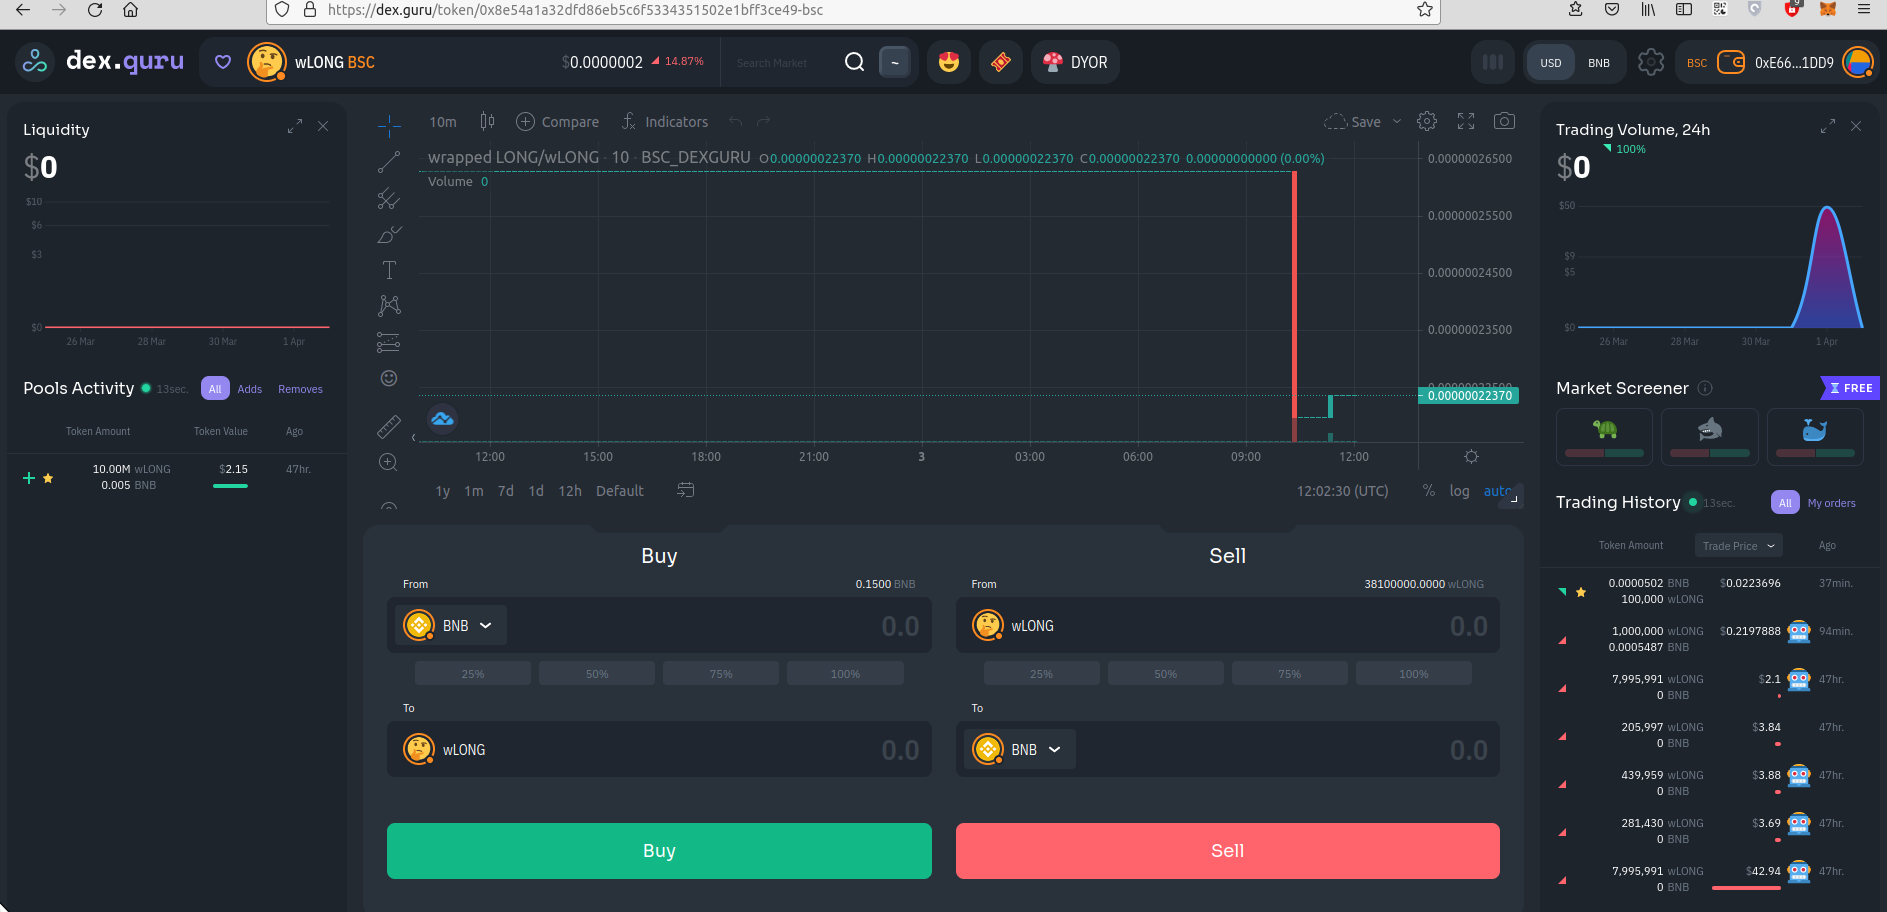 https://dex.guru/token/0x8e54a1a32dfd86eb5c6f5334351502e1bff3ce49-bsc
9
dex.guru
wLONG BSC
$0.0000002 14.87%
Search Market
~
DYOR
USD BNB
BSC 0xE66...1DD9
Liquidity
$0
$10
$6
$3
$0
26 Mar 28 Mar 30 Mar 1 Apr
Pools Activity 13sec. All Adds Removes
Token Amount Token Value Ago
10.00M wLONG $2.15 47hr.
0.005 BNB
10m Compare Indicators Save
wrapped LONG/wLONG · 10 · BSC_DEXGURU O0.00000022370 H0.00000022370 L0.00000022370 C0.00000022370 0.00000000000 (0.00%)
Volume 0
0.00000026500
0.00000025500
0.00000024500
0.00000023500
0.00000022500
0.00000022370
12:00 15:00 18:00 21:00 3 03:00 06:00 09:00 12:00
1y 1m 7d 1d 12h Default 12:02:30 (UTC) % log auto
Buy
From 0.1500 BNB
BNB 0.0
25% 50% 75% 100%
To
wLONG 0.0
Buy
Sell
From 38100000.0000 wLONG
wLONG 0.0
25% 50% 75% 100%
To
BNB 0.0
Sell
Trading Volume, 24h
$0 100%
$50
$9
$5
$0
26 Mar 28 Mar 30 Mar 1 Apr
Market Screener FREE
Trading History 13sec. All My orders
Token Amount Trade Price Ago
0.0000502 BNB $0.0223696 37min.
100,000 wLONG
1,000,000 wLONG $0.2197888 94min.
0.0005487 BNB
7,995,991 wLONG $2.1 47hr.
0 BNB
205,997 wLONG $3.84 47hr.
0 BNB
439,959 wLONG $3.88 47hr.
0 BNB
281,430 wLONG $3.69 47hr.
0 BNB
7,995,991 wLONG $42.94 47hr.
0 BNB